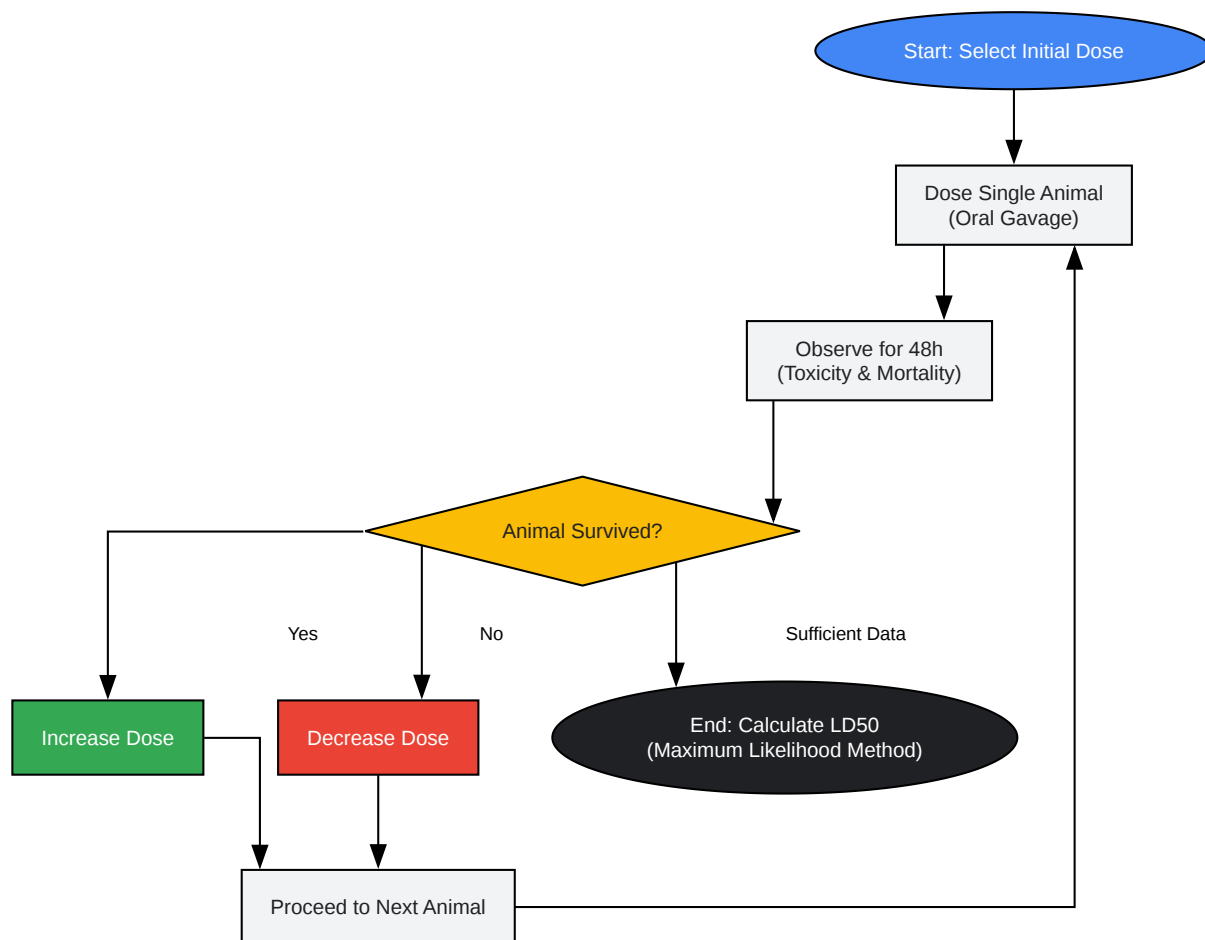 Start: Select Initial Dose
Dose Single Animal
(Oral Gavage)
Observe for 48h
(Toxicity & Mortality)
Animal Survived?
Yes
No
Sufficient Data
Increase Dose
Decrease Dose
End: Calculate LD50
(Maximum Likelihood Method)
Proceed to Next Animal